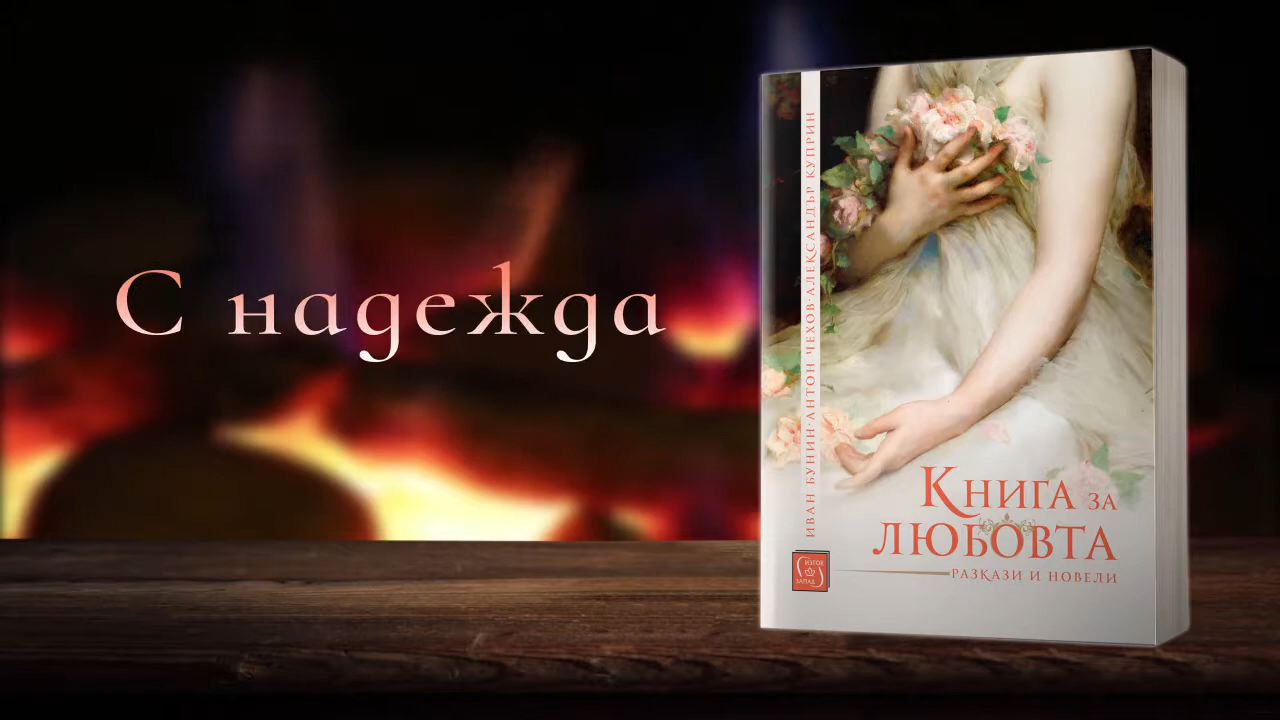 С надежда
ИВАН БУНИН·АНТОН ЧЕХОВ·АЛЕКСАНДЪР КУПРИН
КНИГА ЗА
ЛЮБОВТА
РАЗКАЗИ И НОВЕЛИ
ИЗТОК
ЗАПАД